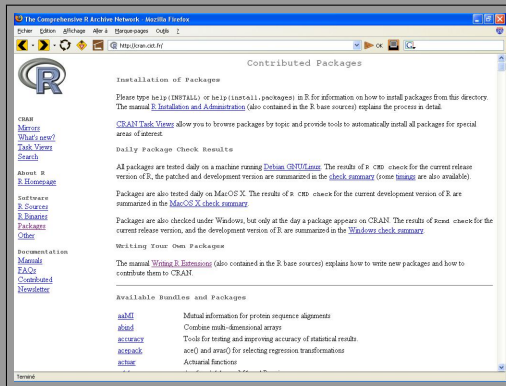 The Comprehensive R Archive Network - Mozilla Firefox
Fichier Edition Affichage Aller à Marque-pages Outils ?
http://cran.cict.fr/
OK
R
CRAN
Mirrors
What's new?
Task Views
Search
About R
R Homepage
Software
R Sources
R Binaries
Packages
Other
Documentation
Manuals
FAQs
Contributed
Newsletter
Contributed Packages
Installation of Packages
Please type help(INSTALL) or help(install.packages) in R for information on how to install packages from this directory.
The manual R Installation and Administration (also contained in the R base sources) explains the process in detail.
CRAN Task Views allow you to browse packages by topic and provide tools to automatically install all packages for special
areas of interest.
Daily Package Check Results
All packages are tested daily on a machine running Debian GNU/Linux. The results of R CMD check for the current release
version of R, the patched and development version are summarized in the check summary (some timings are also available).
Packages are also tested daily on MacOS X. The results of R CMD check for the current development version of R are
summarized in the MacOS X check summary.
Packages are also checked under Windows, but only at the day a package appears on CRAN. The results of Rcmd check for the
current release version, and the development version of R are summarized in the Windows check summary.
Writing Your Own Packages
The manual Writing R Extensions (also contained in the R base sources) explains how to write new packages and how to
contribute them to CRAN.
Available Bundles and Packages
aaMI Mutual information for protein sequence alignments
abind Combine multi-dimensional arrays
accuracy Tools for testing and improving accuracy of statistical results.
acepack ace() and avas() for selecting regression transformations
actuar Actuarial functions
Terminé